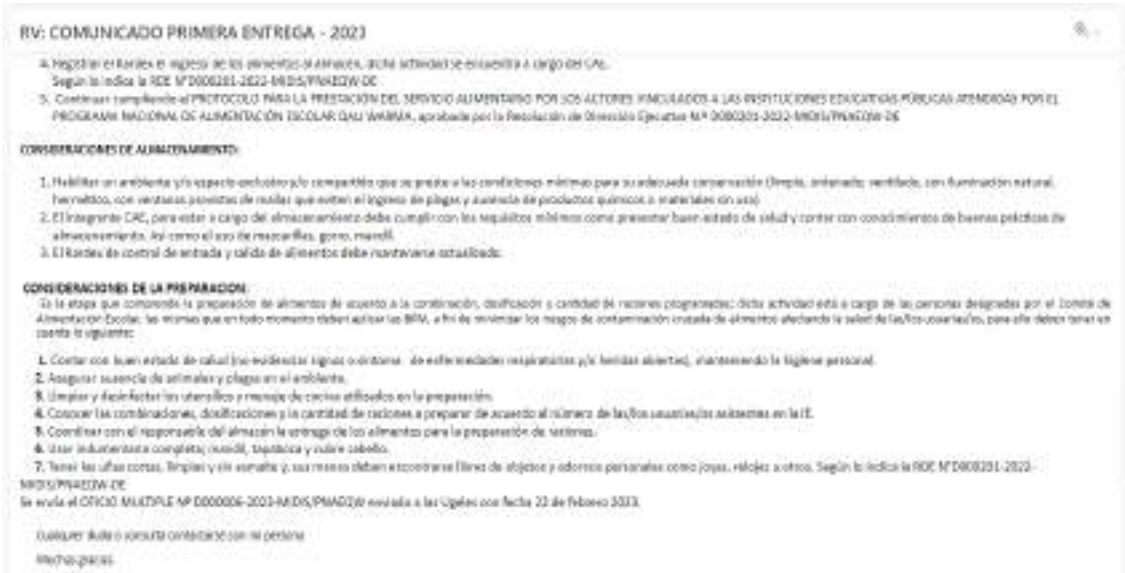 RV: COMUNICADO PRIMERA ENTREGA - 2023
4. Registrar el Kardex el ingreso de los alimentos al almacén, dicha actividad se encuentra a cargo del CAE.
Según lo indica la RDE N°D000201-2022-MIDIS/PNAEQW-DE
5. Continuar cumpliendo el PROTOCOLO PARA LA PRESTACIÓN DEL SERVICIO ALIMENTARIO POR LOS ACTORES VINCULADOS A LAS INSTITUCIONES EDUCATIVAS PÚBLICAS ATENDIDAS POR EL
PROGRAMA NACIONAL DE ALIMENTACIÓN ESCOLAR QALI WARMA, aprobada por la Resolución de Dirección Ejecutiva N.° D000201-2022-MIDIS/PNAEQW-DE
CONSIDERACIONES DE ALMACENAMIENTO:
1. Habilitar un ambiente y/o espacio exclusivo y/o compartido que se preste a las condiciones mínimas para su adecuada conservación (limpio, ordenado, ventilado, con iluminación natural,
hermético, con ventanas provistas de mallas que eviten el ingreso de plagas y ausencia de productos químicos o materiales sin uso)
2. El integrante CAE, para estar a cargo del almacenamiento debe cumplir con los requisitos mínimos como presentar buen estado de salud y contar con conocimientos de buenas prácticas de
almacenamiento. Así como el uso de mascarillas, gorro, mandil.
3. El Kardex de control de entrada y salida de alimentos debe mantenerse actualizado.
CONSIDERACIONES DE LA PREPARACION:
Es la etapa que comprende la preparación de alimentos de acuerdo a la combinación, dosificación y cantidad de raciones programadas; dicha actividad está a cargo de las personas designadas por el Comité de
Alimentación Escolar, las mismas que en todo momento deben aplicar las BPM, a fin de minimizar los riesgos de contaminación cruzada de alimentos afectando la salud de las/los usuarias/os, para ello deben tener en
cuenta lo siguiente:
1. Contar con buen estado de salud (no evidenciar signos o síntoma de enfermedades respiratorias y/o heridas abiertas), manteniendo la higiene personal.
2. Asegurar ausencia de animales y plagas en el ambiente.
3. Limpiar y desinfectar los utensilios y menaje de cocina utilizados en la preparación.
4. Conocer las combinaciones, dosificaciones y la cantidad de raciones a preparar de acuerdo al número de las/los usuarias/os asistentes en la IE.
5. Coordinar con el responsable del almacén la entrega de los alimentos para la preparación de raciones.
6. Usar indumentaria completa; mandil, tapaboca y cubre cabello.
7. Tener las uñas cortas, limpias y sin esmalte y, sus manos deben encontrarse libres de objetos y adornos personales como joyas, relojes u otros. Según lo indica la RDE N°D000201-2022-
MIDIS/PNAEQW-DE
Se envía el OFICIO MULTIPLE Nº D000006-2023-MIDIS/PNAEQW enviado a las Ugeles con fecha 22 de febrero 2023.
Cualquier duda o consulta contactarse con mi persona
Muchas gracias.